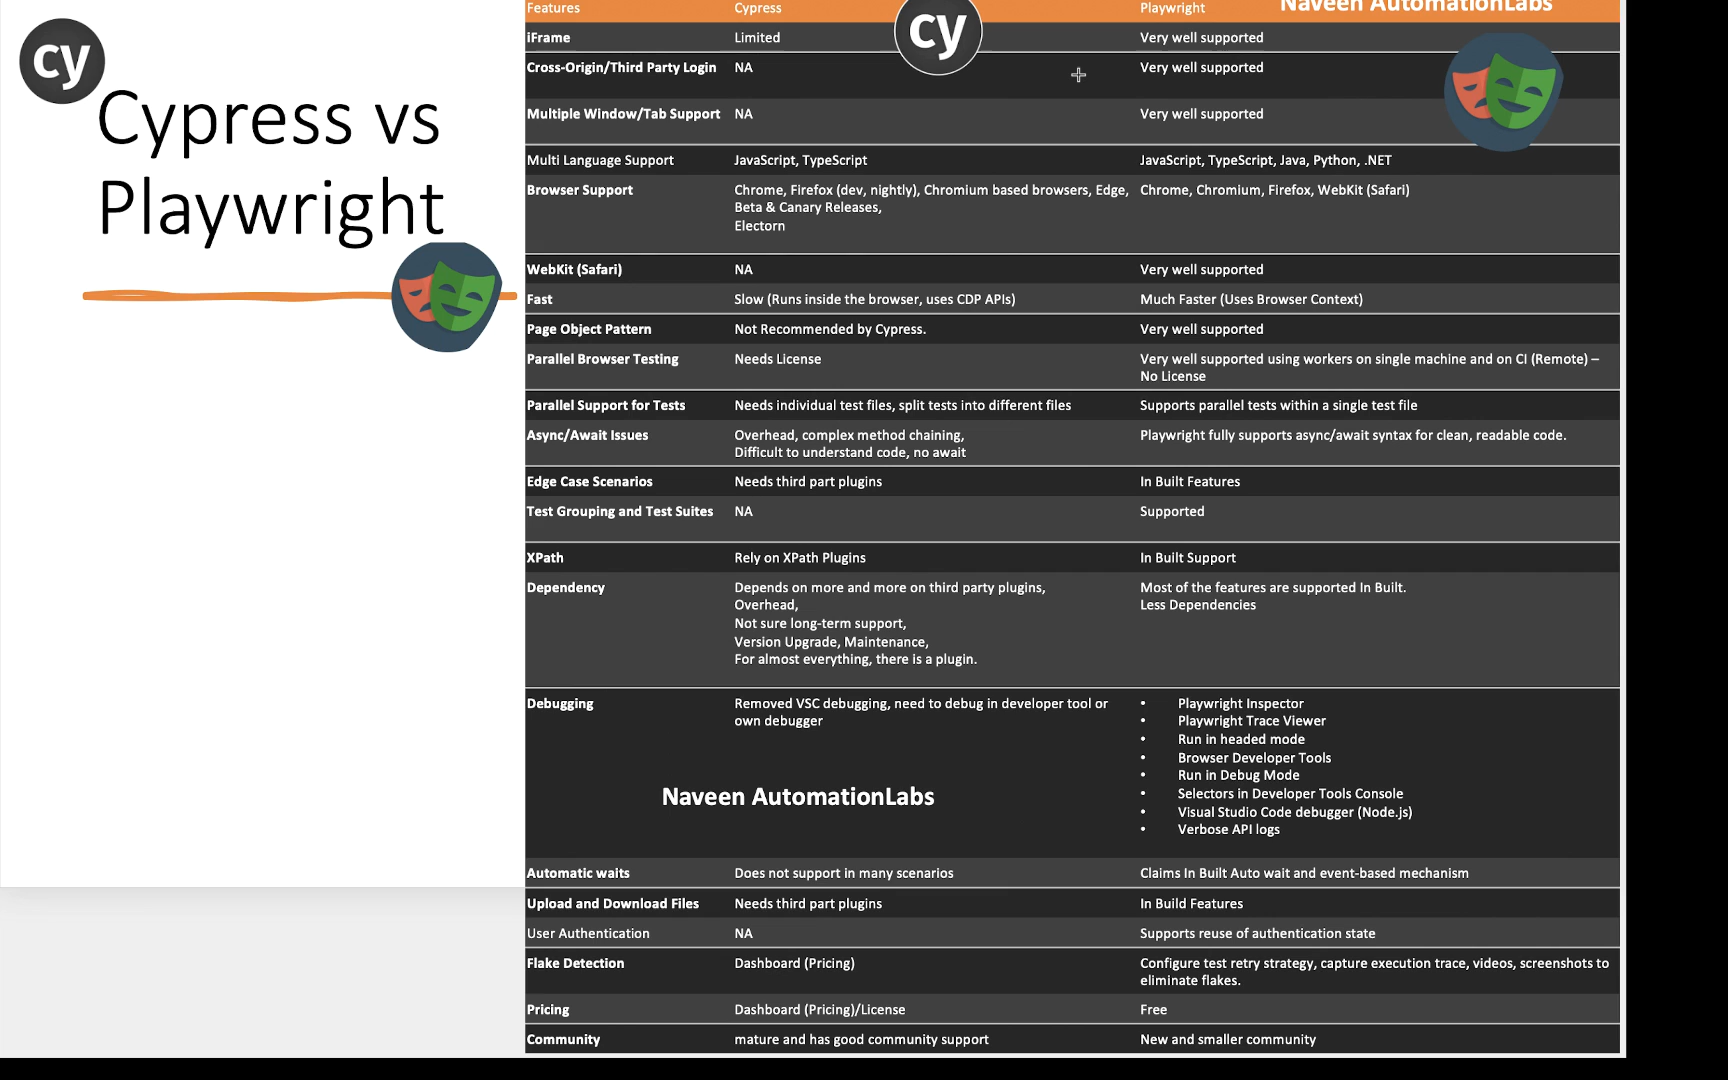 cy
Cypress vs
Playwright
Features Cypress Playwright Naveen AutomationLabs
cy
iFrame Limited Very well supported
Cross-Origin/Third Party Login NA Very well supported
Multiple Window/Tab Support NA Very well supported
Multi Language Support JavaScript, TypeScript JavaScript, TypeScript, Java, Python, .NET
Browser Support Chrome, Firefox (dev, nightly), Chromium based browsers, Edge, Chrome, Chromium, Firefox, WebKit (Safari)
Beta & Canary Releases,
Electorn
WebKit (Safari) NA Very well supported
Fast Slow (Runs inside the browser, uses CDP APIs) Much Faster (Uses Browser Context)
Page Object Pattern Not Recommended by Cypress. Very well supported
Parallel Browser Testing Needs License Very well supported using workers on single machine and on CI (Remote) –
No License
Parallel Support for Tests Needs individual test files, split tests into different files Supports parallel tests within a single test file
Async/Await Issues Overhead, complex method chaining, Playwright fully supports async/await syntax for clean, readable code.
Difficult to understand code, no await
Edge Case Scenarios Needs third part plugins In Built Features
Test Grouping and Test Suites NA Supported
XPath Rely on XPath Plugins In Built Support
Dependency Depends on more and more on third party plugins, Most of the features are supported In Built.
Overhead, Less Dependencies
Not sure long-term support,
Version Upgrade, Maintenance,
For almost everything, there is a plugin.
Debugging Removed VSC debugging, need to debug in developer tool or • Playwright Inspector
own debugger • Playwright Trace Viewer
• Run in headed mode
• Browser Developer Tools
• Run in Debug Mode
Naveen AutomationLabs • Selectors in Developer Tools Console
• Visual Studio Code debugger (Node.js)
• Verbose API logs
Automatic waits Does not support in many scenarios Claims In Built Auto wait and event-based mechanism
Upload and Download Files Needs third part plugins In Build Features
User Authentication NA Supports reuse of authentication state
Flake Detection Dashboard (Pricing) Configure test retry strategy, capture execution trace, videos, screenshots to
eliminate flakes.
Pricing Dashboard (Pricing)/License Free
Community mature and has good community support New and smaller community